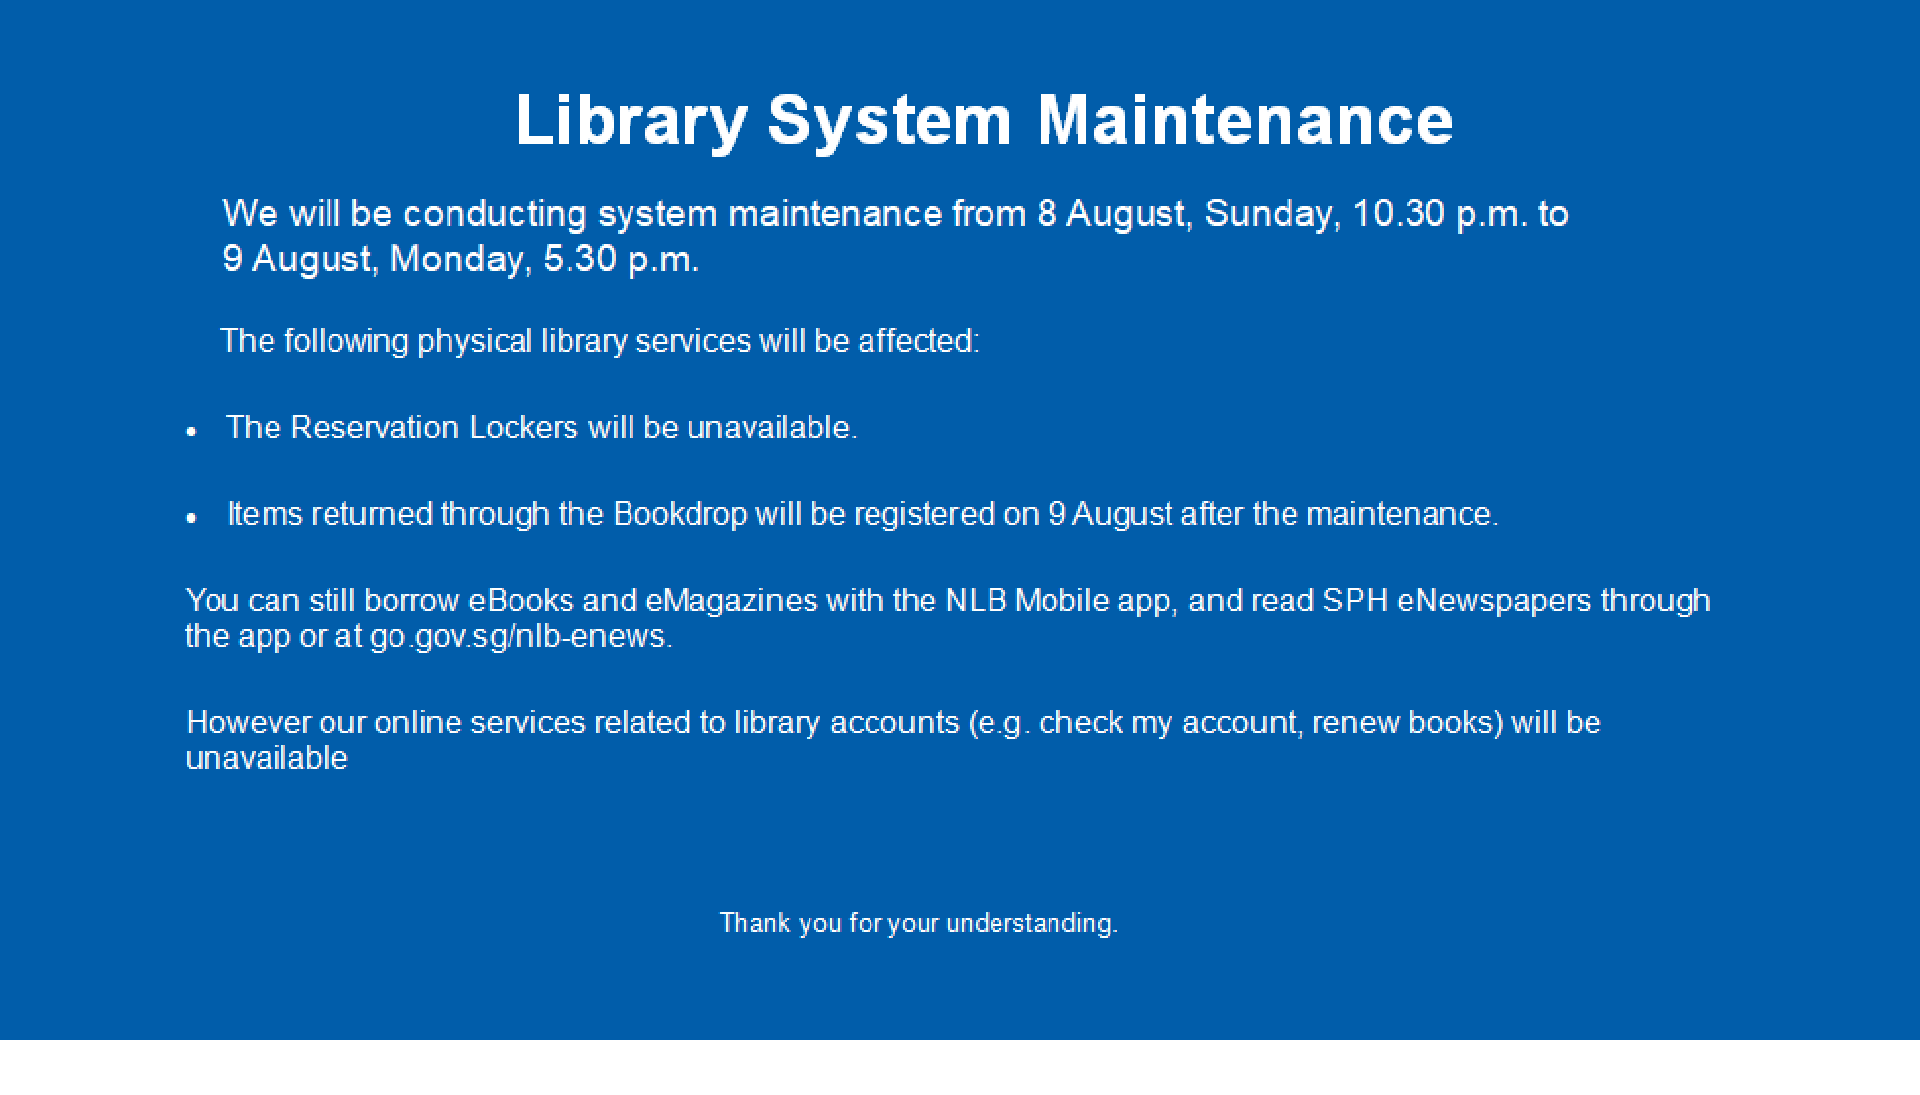 Library System Maintenance
We will be conducting system maintenance from 8 August, Sunday, 10.30 p.m. to
9 August, Monday, 5.30 p.m.
The following physical library services will be affected:
• The Reservation Lockers will be unavailable.
• Items returned through the Bookdrop will be registered on 9 August after the maintenance.
You can still borrow eBooks and eMagazines with the NLB Mobile app, and read SPH eNewspapers through
the app or at go.gov.sg/nlb-enews.
However our online services related to library accounts (e.g. check my account, renew books) will be
unavailable
Thank you for your understanding.